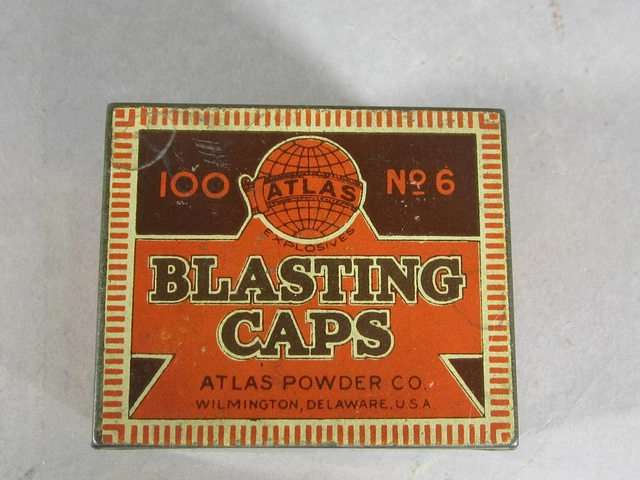 100 ATLAS Nº 6
EXPLOSIVES
BLASTING
CAPS
ATLAS POWDER CO.
WILMINGTON, DELAWARE, U.S.A.